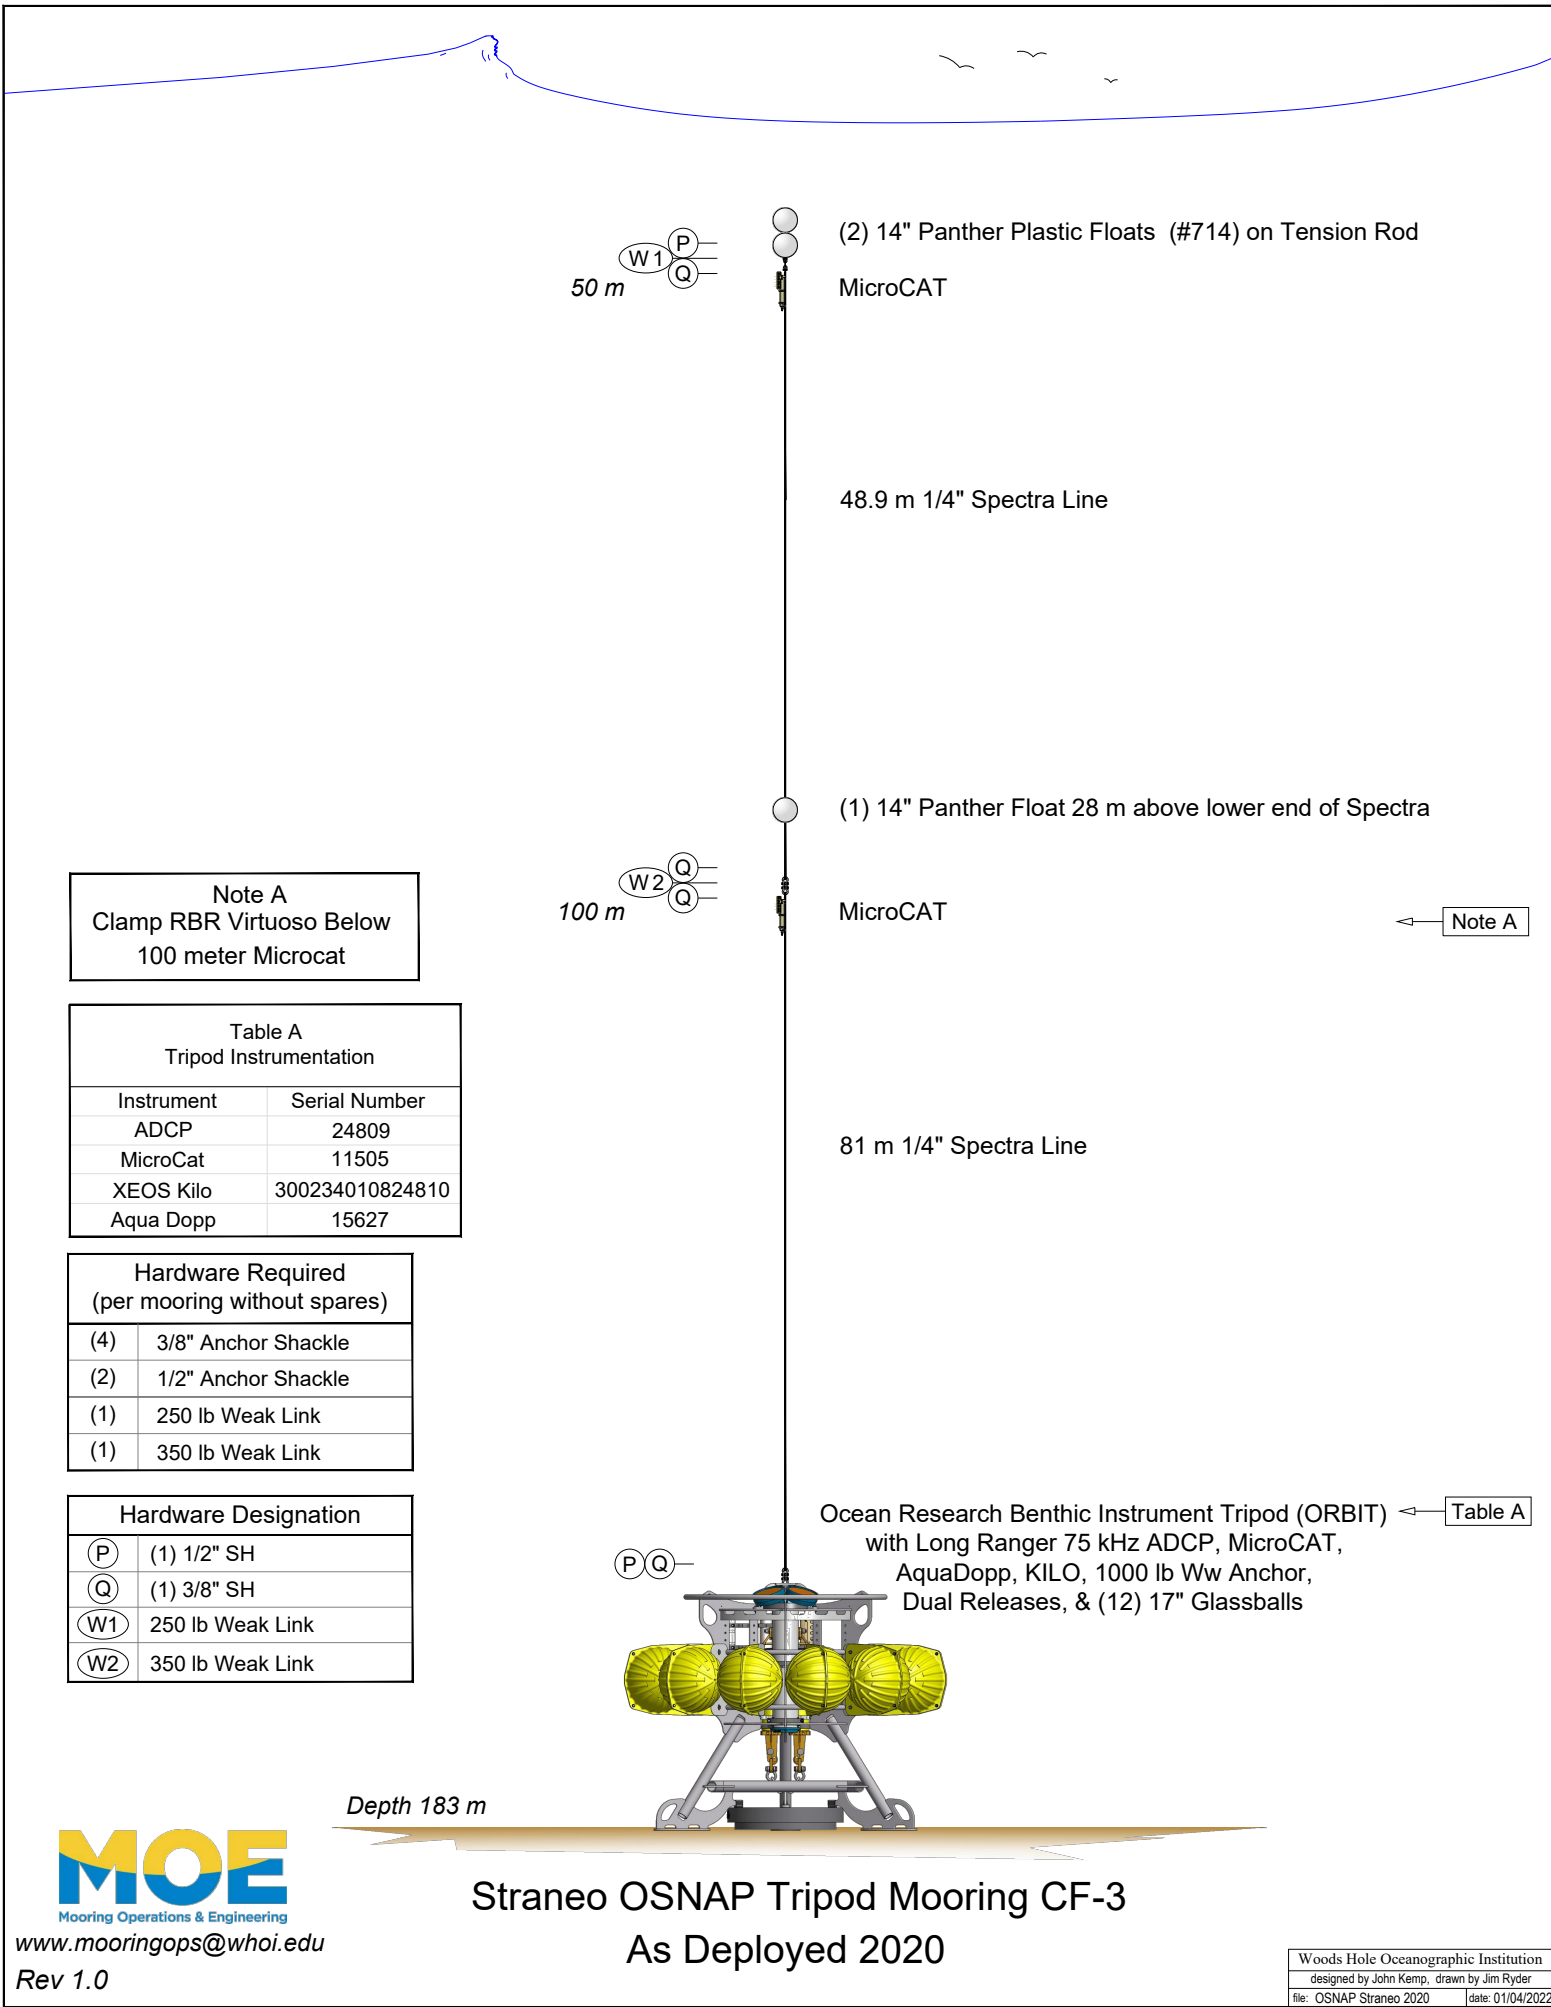 P
W1
Q
50 m
(2) 14" Panther Plastic Floats (#714) on Tension Rod
MicroCAT
48.9 m 1/4" Spectra Line
(1) 14" Panther Float 28 m above lower end of Spectra
Q
W2
Q
100 m
MicroCAT
Note A
Note A
Clamp RBR Virtuoso Below
100 meter Microcat
Table A
Tripod Instrumentation
Instrument Serial Number
ADCP 24809
MicroCat 11505
XEOS Kilo 300234010824810
Aqua Dopp 15627
81 m 1/4" Spectra Line
Hardware Required
(per mooring without spares)
(4) 3/8" Anchor Shackle
(2) 1/2" Anchor Shackle
(1) 250 lb Weak Link
(1) 350 lb Weak Link
Hardware Designation
P (1) 1/2" SH
Q (1) 3/8" SH
W1 250 lb Weak Link
W2 350 lb Weak Link
P Q
Ocean Research Benthic Instrument Tripod (ORBIT)
with Long Ranger 75 kHz ADCP, MicroCAT,
AquaDopp, KILO, 1000 lb Ww Anchor,
Dual Releases, & (12) 17" Glassballs
Table A
Depth 183 m
MOE
Mooring Operations & Engineering
www.mooringops@whoi.edu
Rev 1.0
Straneo OSNAP Tripod Mooring CF-3
As Deployed 2020
Woods Hole Oceanographic Institution
designed by John Kemp, drawn by Jim Ryder
file: OSNAP Straneo 2020 date: 01/04/2022